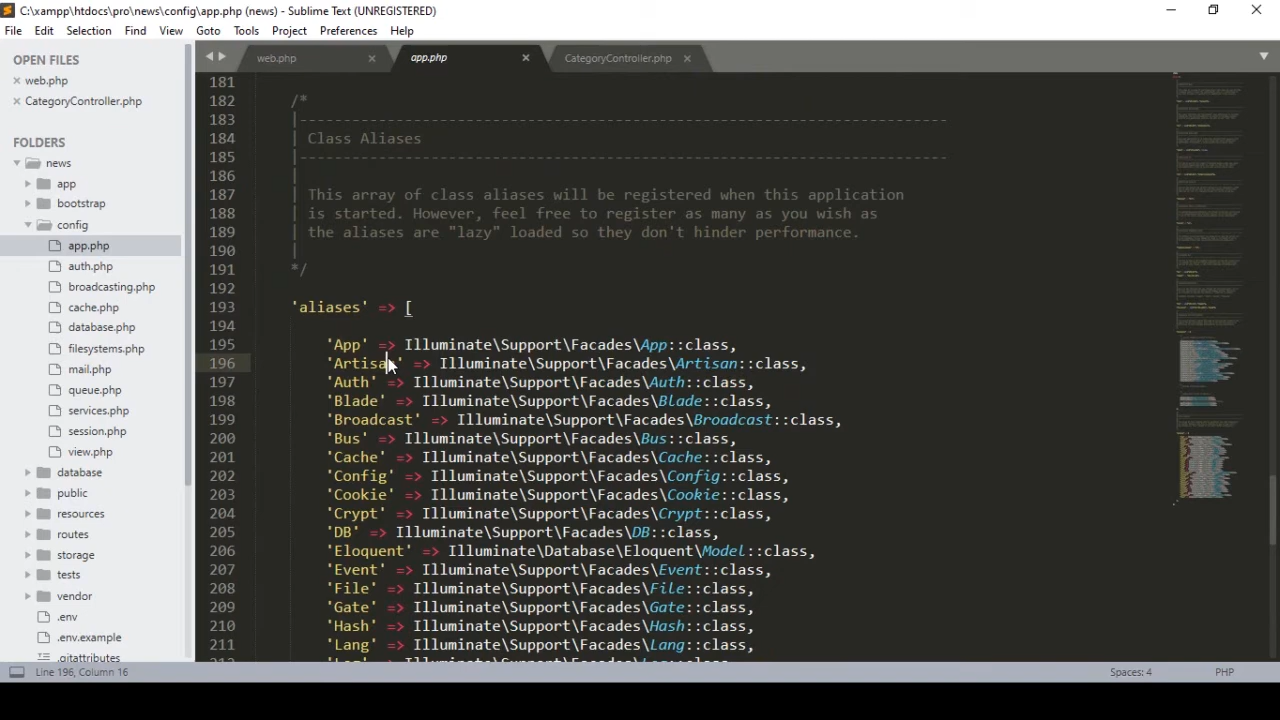 C:\xampp\htdocs\pro\news\config\app.php (news) - Sublime Text (UNREGISTERED)
File Edit Selection Find View Goto Tools Project Preferences Help
OPEN FILES
web.php
CategoryController.php
FOLDERS
news
app
bootstrap
config
app.php
auth.php
broadcasting.php
cache.php
database.php
filesystems.php
mail.php
queue.php
services.php
session.php
view.php
database
public
resources
routes
storage
tests
vendor
.env
.env.example
.gitattributes
web.php app.php CategoryController.php
181
182 /*
183 |--------------------------------------------------------------------------
184 | Class Aliases
185 |--------------------------------------------------------------------------
186 |
187 | This array of class aliases will be registered when this application
188 | is started. However, feel free to register as many as you wish as
189 | the aliases are "lazy" loaded so they don't hinder performance.
190 |
191 */
192
193 'aliases' => [
194
195 'App' => Illuminate\Support\Facades\App::class,
196 'Artisan' => Illuminate\Support\Facades\Artisan::class,
197 'Auth' => Illuminate\Support\Facades\Auth::class,
198 'Blade' => Illuminate\Support\Facades\Blade::class,
199 'Broadcast' => Illuminate\Support\Facades\Broadcast::class,
200 'Bus' => Illuminate\Support\Facades\Bus::class,
201 'Cache' => Illuminate\Support\Facades\Cache::class,
202 'Config' => Illuminate\Support\Facades\Config::class,
203 'Cookie' => Illuminate\Support\Facades\Cookie::class,
204 'Crypt' => Illuminate\Support\Facades\Crypt::class,
205 'DB' => Illuminate\Support\Facades\DB::class,
206 'Eloquent' => Illuminate\Database\Eloquent\Model::class,
207 'Event' => Illuminate\Support\Facades\Event::class,
208 'File' => Illuminate\Support\Facades\File::class,
209 'Gate' => Illuminate\Support\Facades\Gate::class,
210 'Hash' => Illuminate\Support\Facades\Hash::class,
211 'Lang' => Illuminate\Support\Facades\Lang::class,
Line 196, Column 16 Spaces: 4 PHP